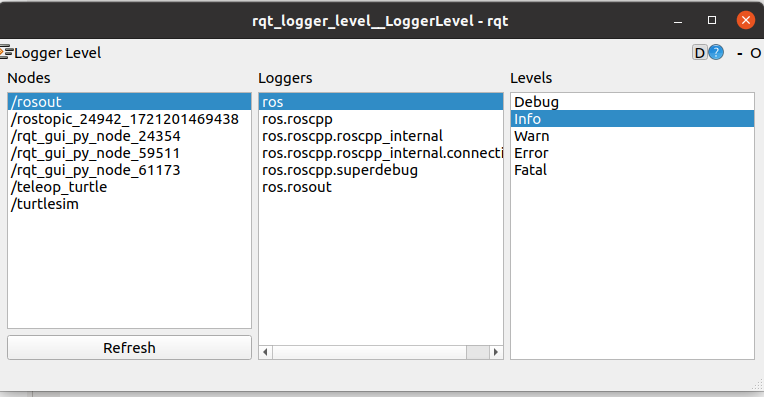 rqt_logger_level__LoggerLevel - rqt
Logger Level
D ? - O
Nodes
/rosout
/rostopic_24942_1721201469438
/rqt_gui_py_node_24354
/rqt_gui_py_node_59511
/rqt_gui_py_node_61173
/teleop_turtle
/turtlesim
Refresh
Loggers
ros
ros.roscpp
ros.roscpp.roscpp_internal
ros.roscpp.roscpp_internal.connecti
ros.roscpp.superdebug
ros.rosout
Levels
Debug
Info
Warn
Error
Fatal